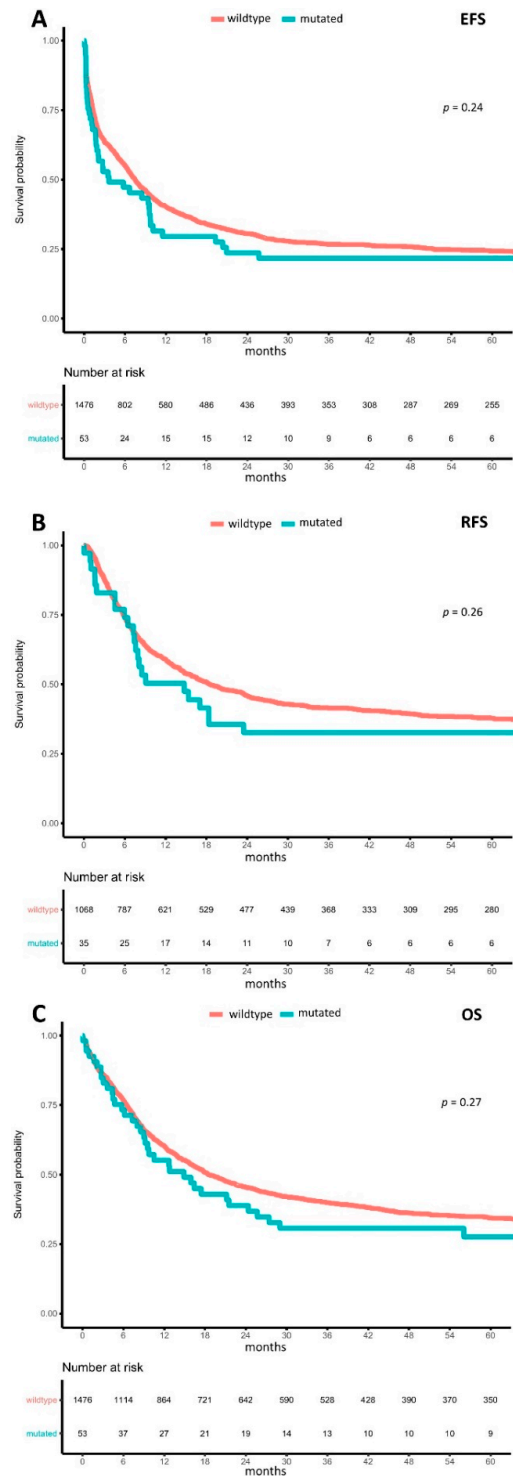 A wildtype mutated EFS
1.00
0.75
p = 0.24
Survival probability
0.50
0.25
0.00
0 6 12 18 24 30 36 42 48 54 60
months
Number at risk
wildtype 1476 802 580 486 436 393 353 308 287 269 255
mutated 53 24 15 15 12 10 9 6 6 6 6
0 6 12 18 24 30 36 42 48 54 60
months
B wildtype mutated RFS
1.00
0.75
p = 0.26
Survival probability
0.50
0.25
0.00
0 6 12 18 24 30 36 42 48 54 60
months
Number at risk
wildtype 1068 787 621 529 477 439 368 333 309 295 280
mutated 35 25 17 14 11 10 7 6 6 6 6
0 6 12 18 24 30 36 42 48 54 60
months
C wildtype mutated OS
1.00
0.75
p = 0.27
Survival probability
0.50
0.25
0.00
0 6 12 18 24 30 36 42 48 54 60
months
Number at risk
wildtype 1476 1114 864 721 642 590 528 428 390 370 350
mutated 53 37 27 21 19 14 13 10 10 10 9
0 6 12 18 24 30 36 42 48 54 60
months